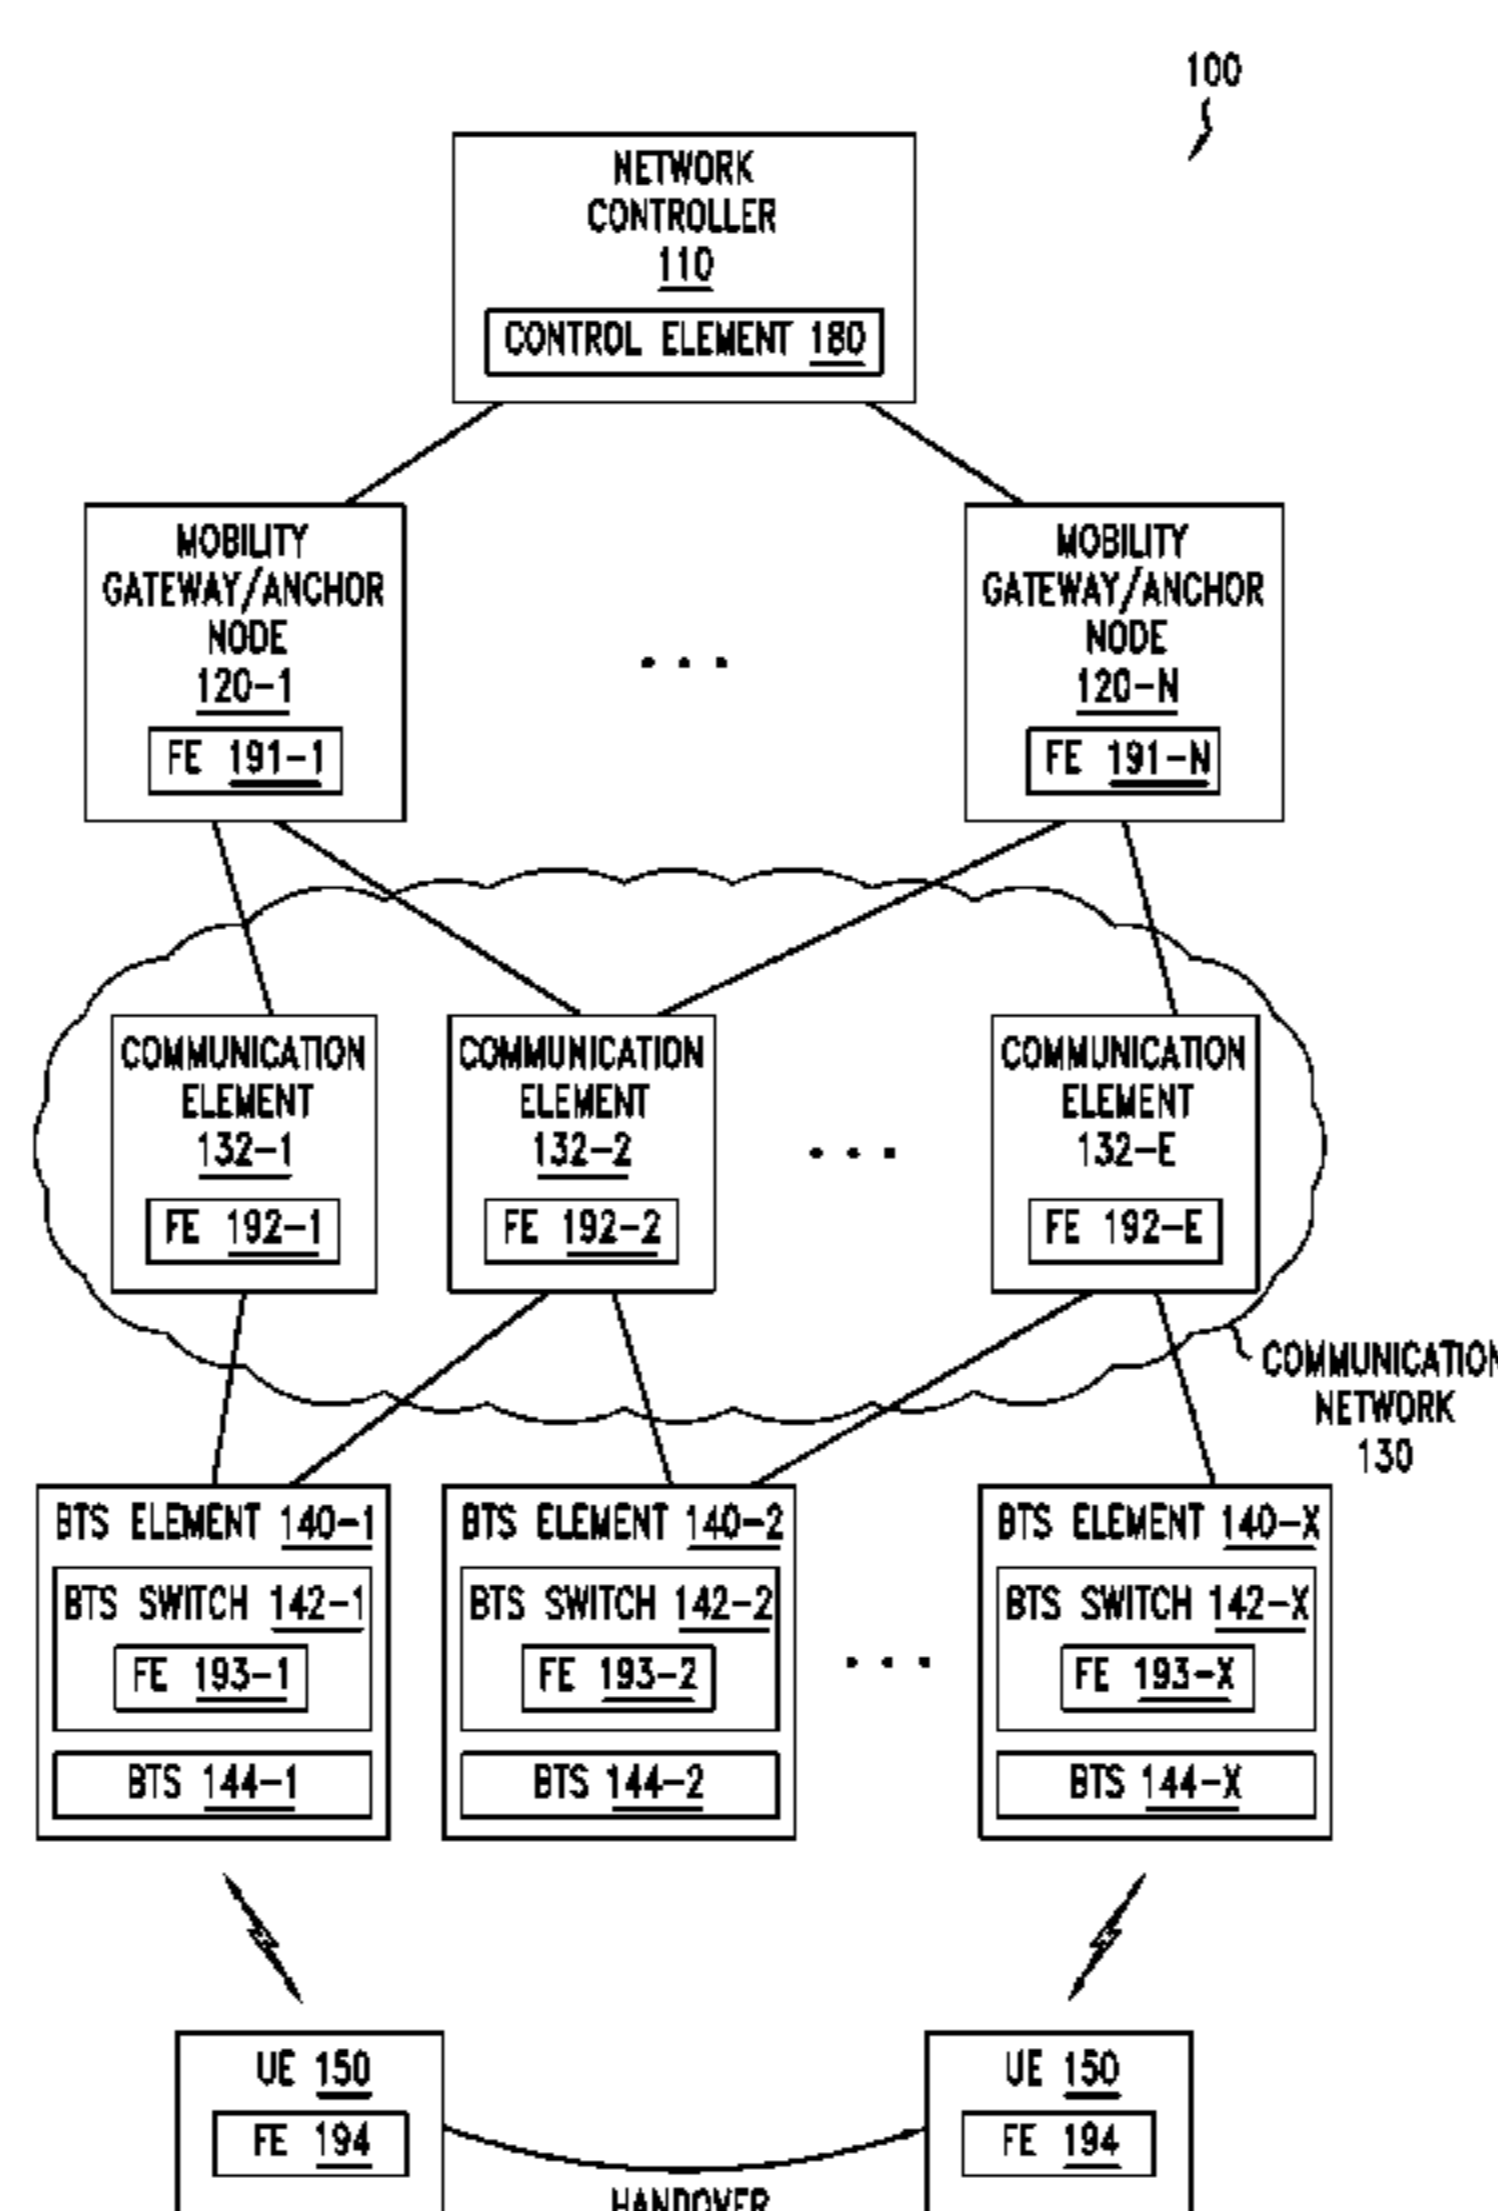 100
NETWORK
CONTROLLER
110
CONTROL ELEMENT 180
MOBILITY
GATEWAY/ANCHOR
NODE
120-1
FE 191-1
...
MOBILITY
GATEWAY/ANCHOR
NODE
120-N
FE 191-N
COMMUNICATION
ELEMENT
132-1
FE 192-1
COMMUNICATION
ELEMENT
132-2
FE 192-2
...
COMMUNICATION
ELEMENT
132-E
FE 192-E
COMMUNICATION
NETWORK
130
BTS ELEMENT 140-1
BTS SWITCH 142-1
FE 193-1
BTS 144-1
BTS ELEMENT 140-2
BTS SWITCH 142-2
FE 193-2
BTS 144-2
...
BTS ELEMENT 140-X
BTS SWITCH 142-X
FE 193-X
BTS 144-X
UE 150
FE 194
UE 150
FE 194
HANDOVER